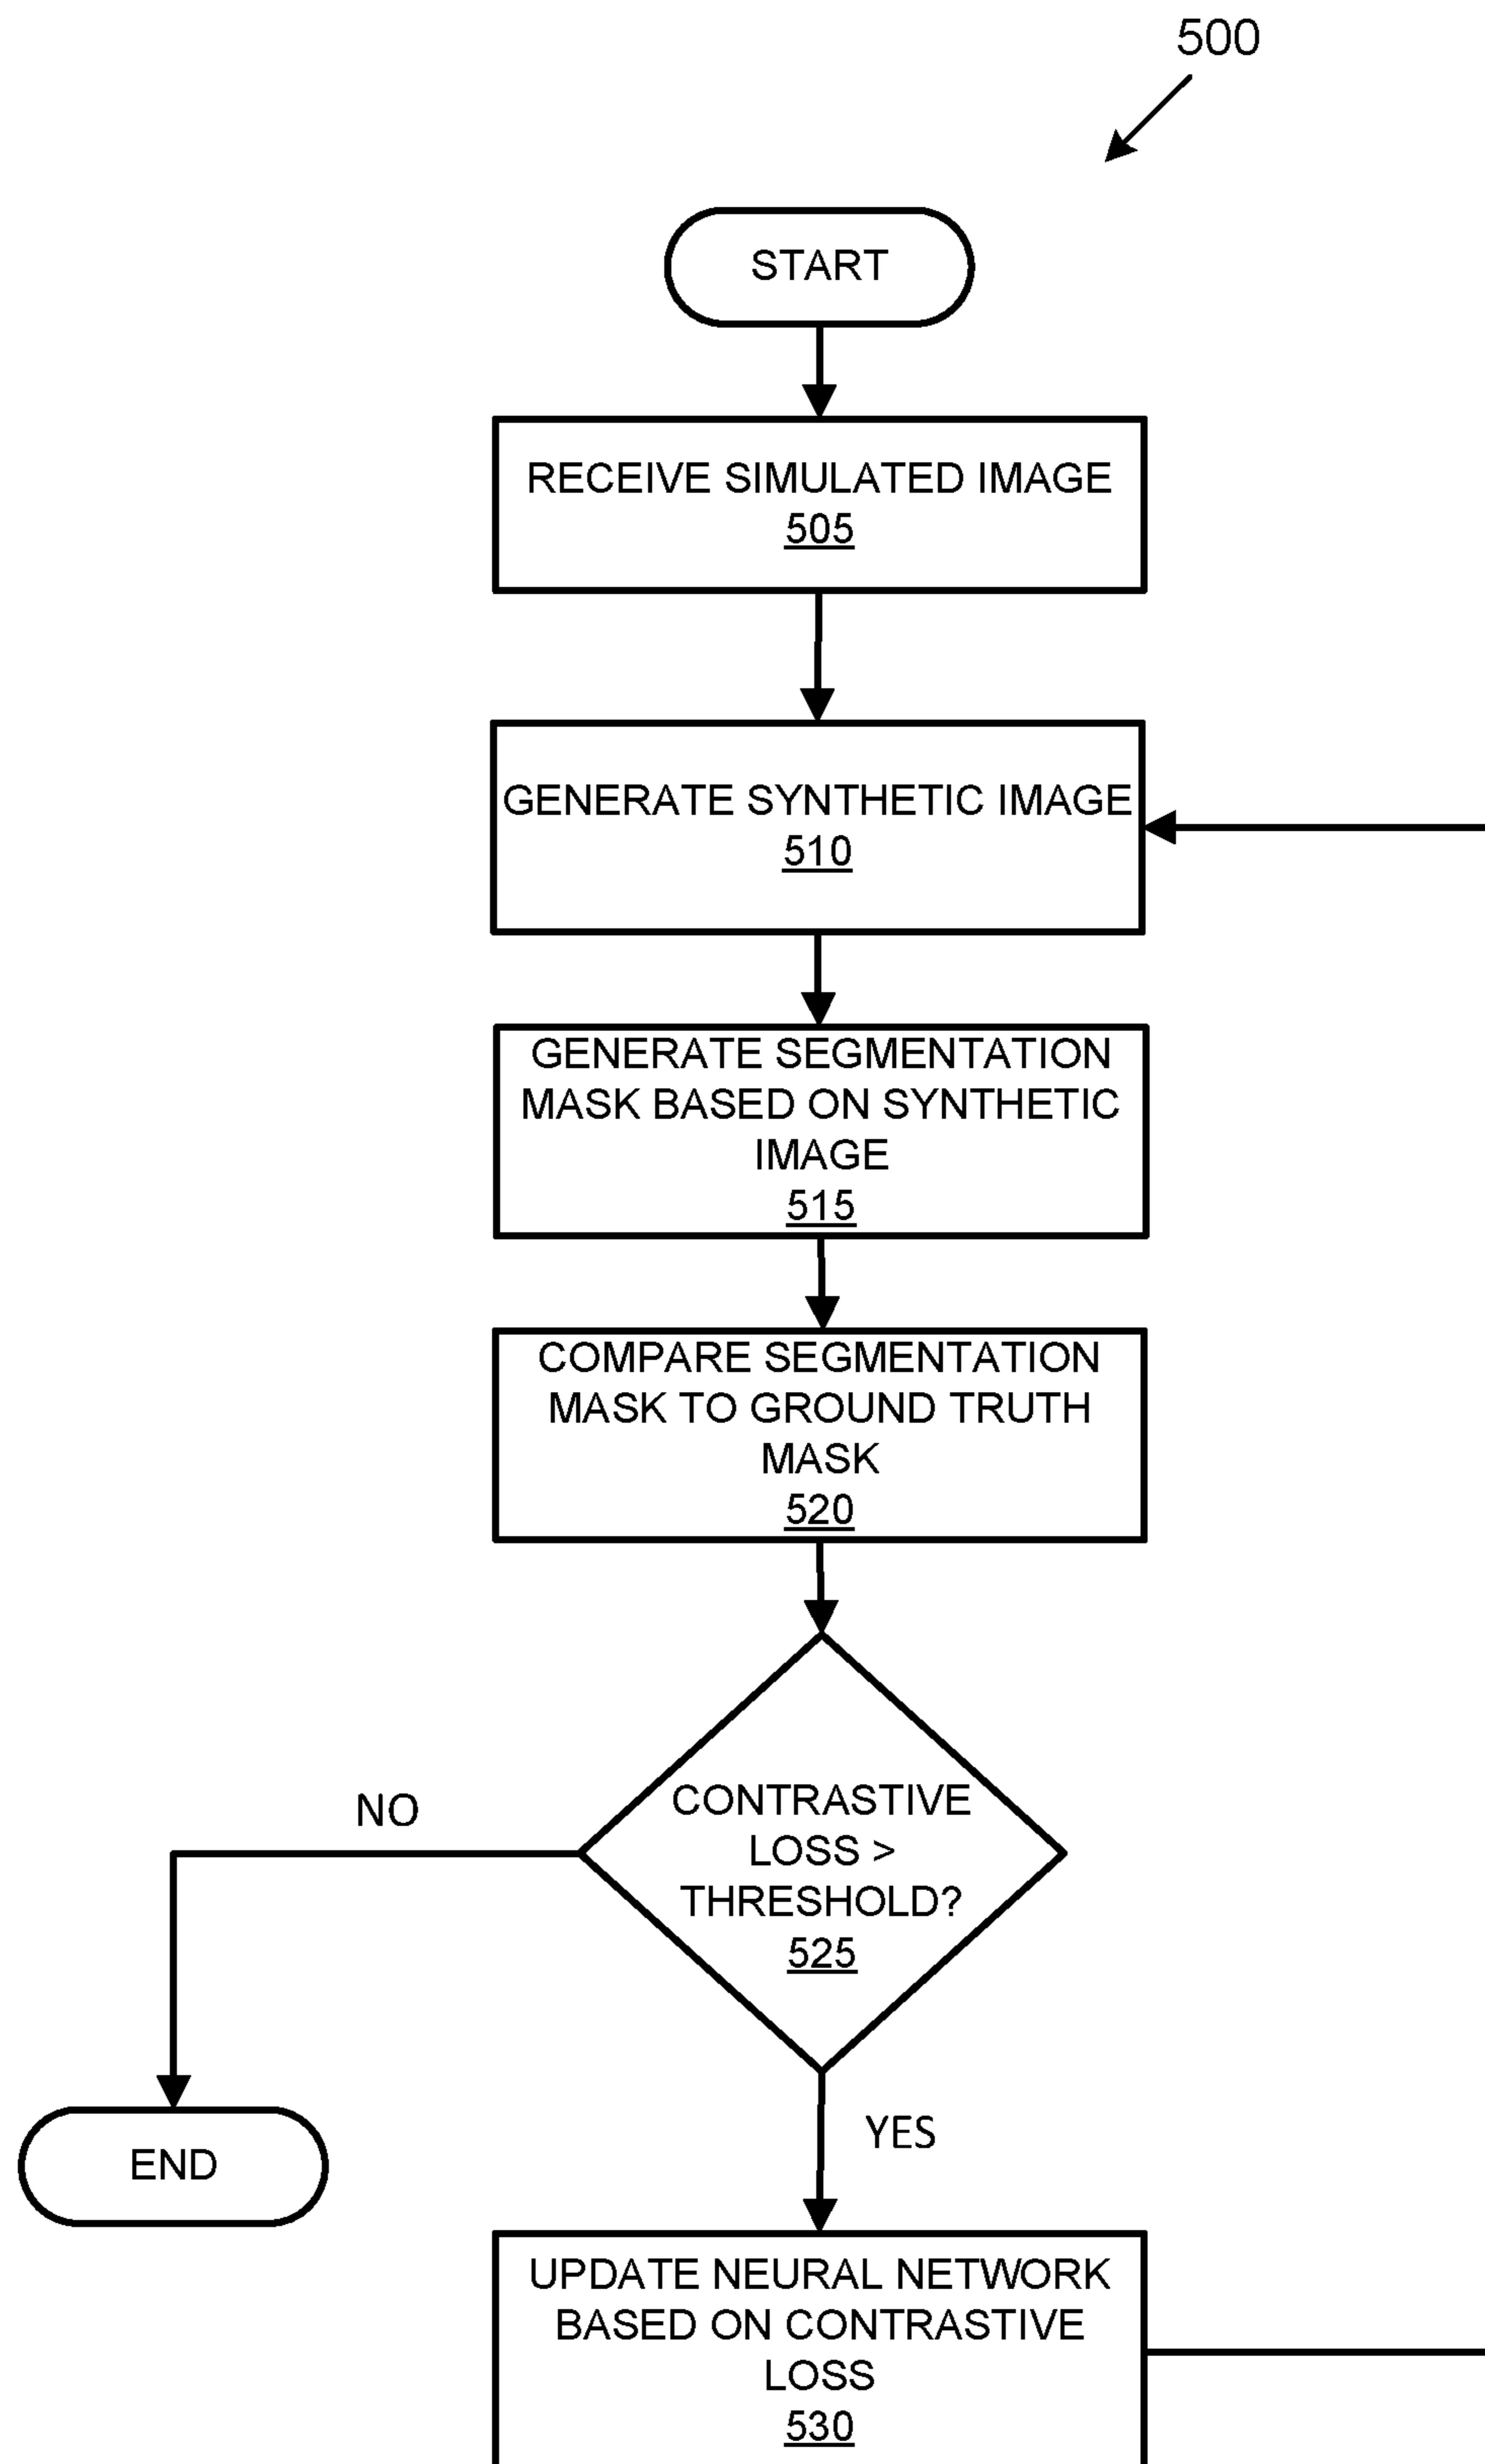 500
START
RECEIVE SIMULATED IMAGE
505
GENERATE SYNTHETIC IMAGE
510
GENERATE SEGMENTATION
MASK BASED ON SYNTHETIC
IMAGE
515
COMPARE SEGMENTATION
MASK TO GROUND TRUTH
MASK
520
CONTRASTIVE
LOSS >
THRESHOLD?
525
NO
YES
END
UPDATE NEURAL NETWORK
BASED ON CONTRASTIVE
LOSS
530